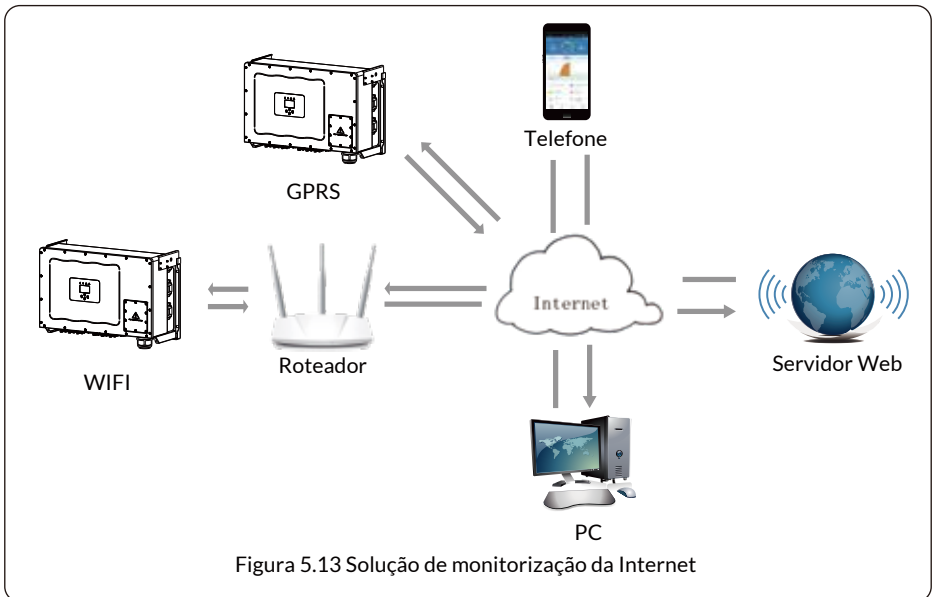 Telefone
GPRS
Internet
Roteador
Servidor Web
WIFI
PC
Figura 5.13 Solução de monitorização da Internet